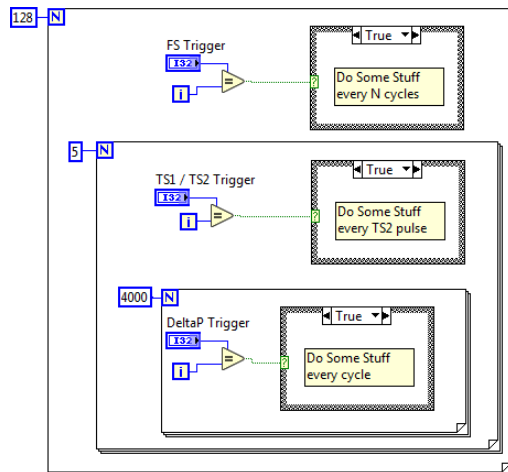 128
N
True
FS Trigger
I32
=
i
?
Do Some Stuff
every N cycles
5
N
True
TS1 / TS2 Trigger
I32
=
i
?
Do Some Stuff
every TS2 pulse
4000
N
True
DeltaP Trigger
I32
=
i
?
Do Some Stuff
every cycle